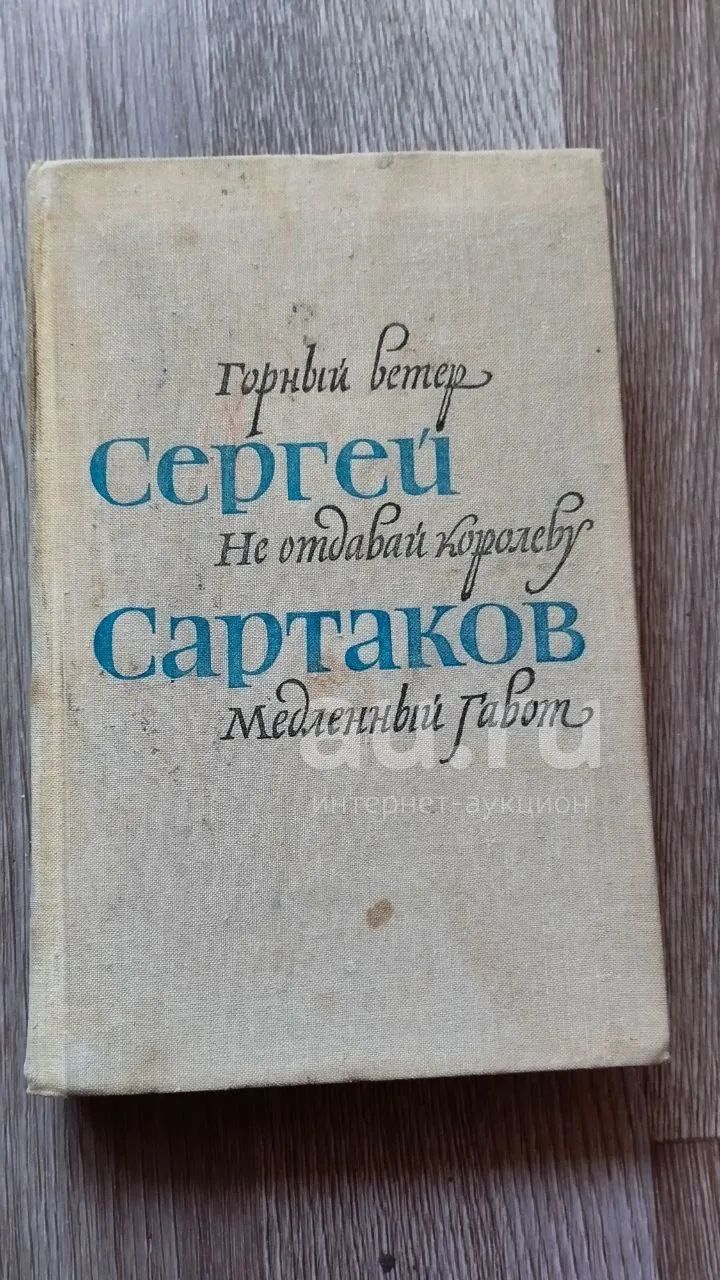 Горный ветер
Сергей
Не отдавай королеву
Сартаков
Медленный Гавот
au.ru
интернет-аукцион